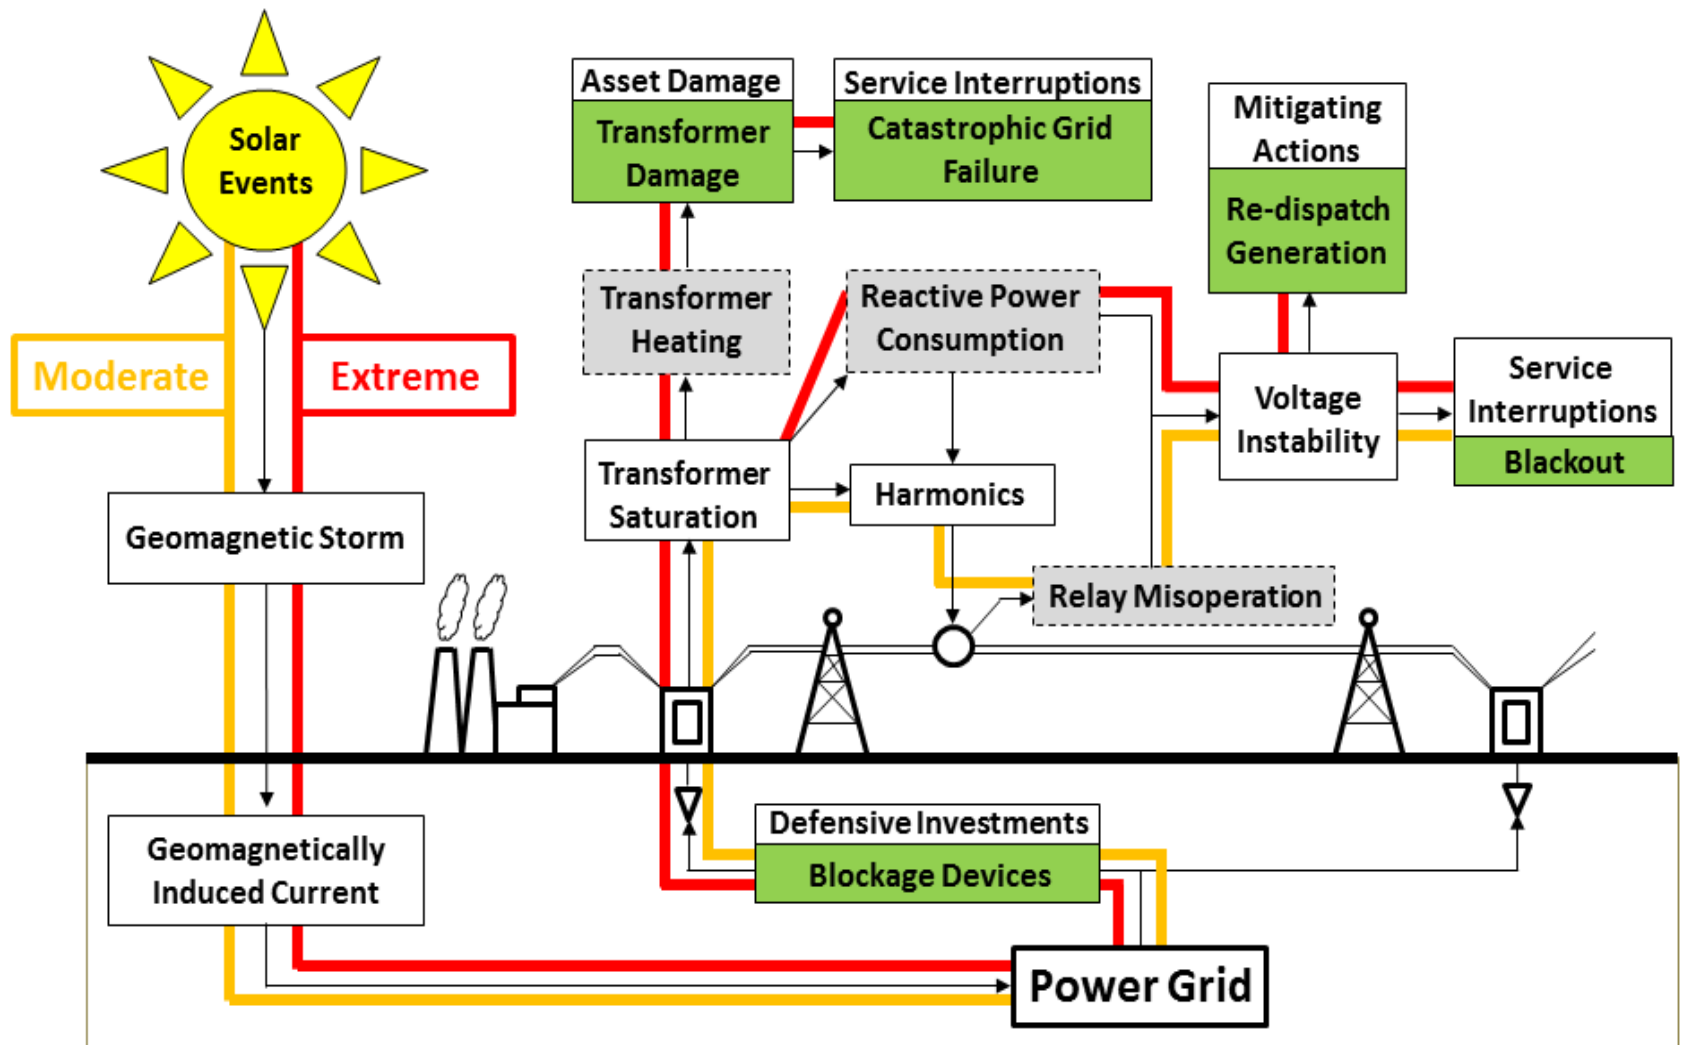 Solar
Events
Moderate
Extreme
Geomagnetic Storm
Geomagnetically
Induced Current
Asset Damage
Transformer
Damage
Service Interruptions
Catastrophic Grid
Failure
Mitigating
Actions
Re-dispatch
Generation
Transformer
Heating
Reactive Power
Consumption
Transformer
Saturation
Harmonics
Voltage
Instability
Service
Interruptions
Blackout
Relay Misoperation
Defensive Investments
Blockage Devices
Power Grid